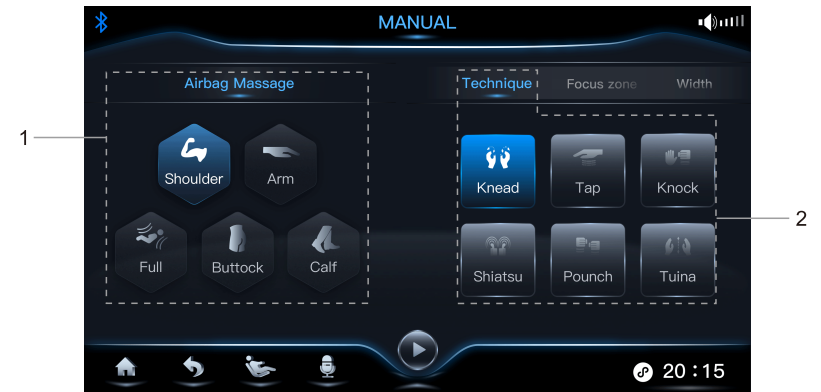 MANUAL
Airbag Massage
Technique Focus zone Width
1
Shoulder Arm
Knead Tap Knock
2
Full Buttock Calf
Shiatsu Pounch Tuina
20:15